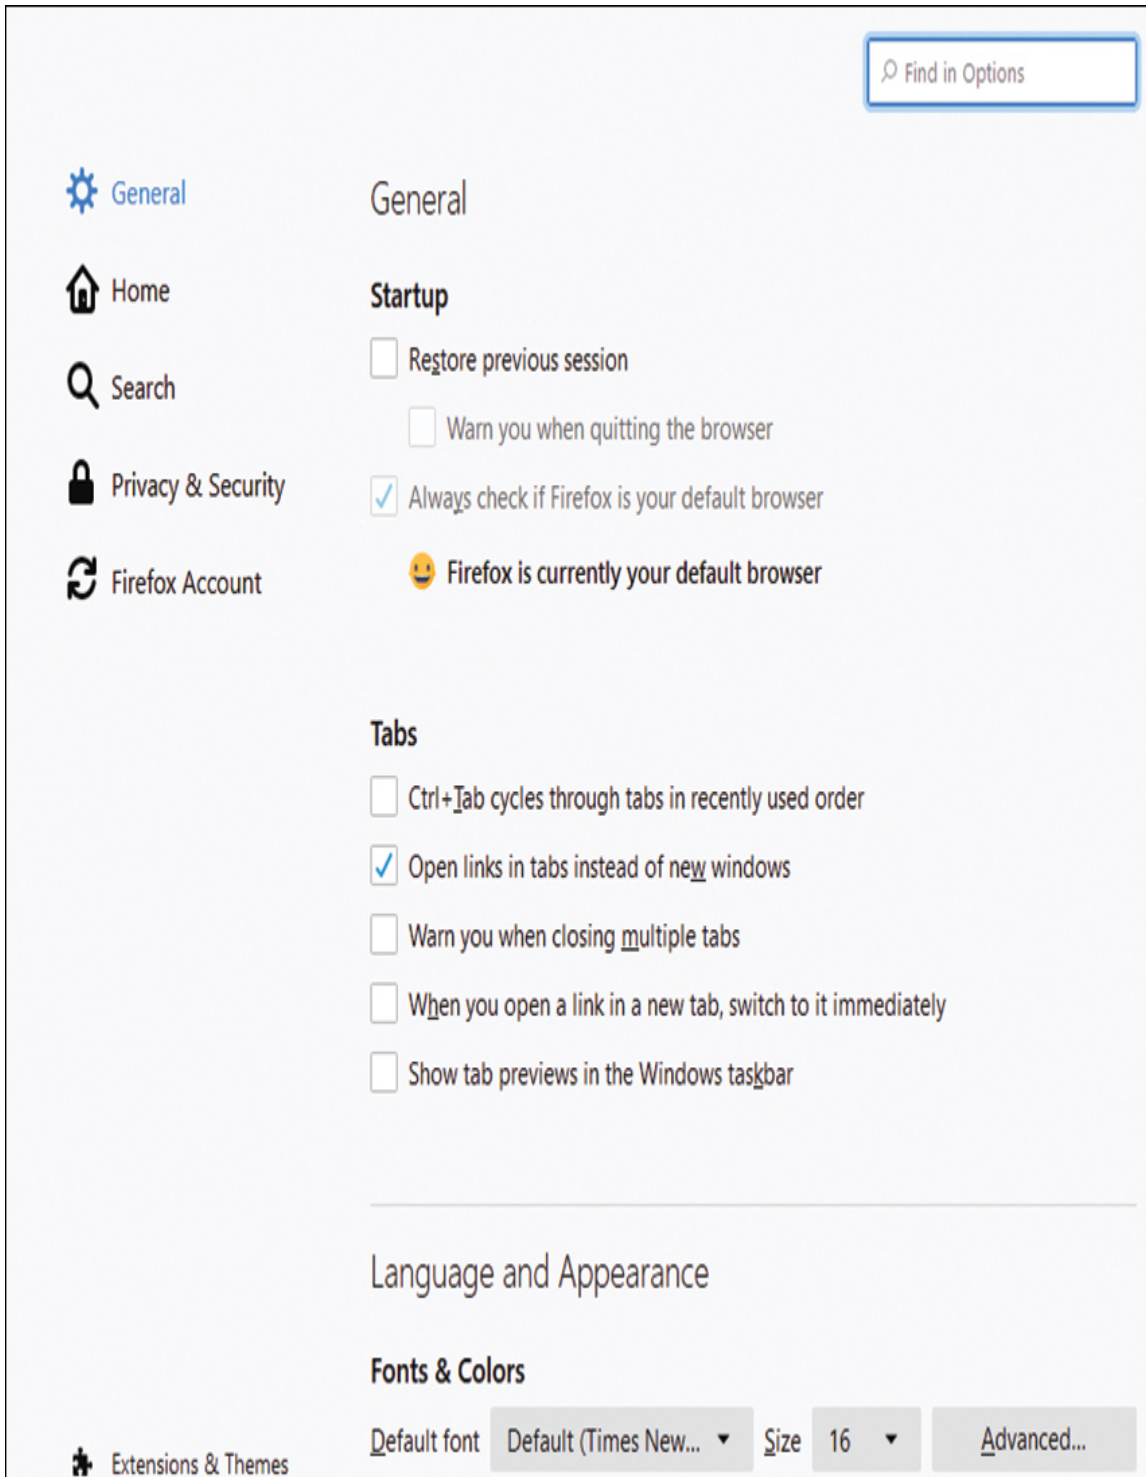 Find in Options
General
Home
Search
Privacy & Security
Firefox Account
Extensions & Themes
General
Startup
Restore previous session
Warn you when quitting the browser
Always check if Firefox is your default browser
Firefox is currently your default browser
Tabs
Ctrl+Tab cycles through tabs in recently used order
Open links in tabs instead of new windows
Warn you when closing multiple tabs
When you open a link in a new tab, switch to it immediately
Show tab previews in the Windows taskbar
Language and Appearance
Fonts & Colors
Default font Default (Times New... Size 16 Advanced...